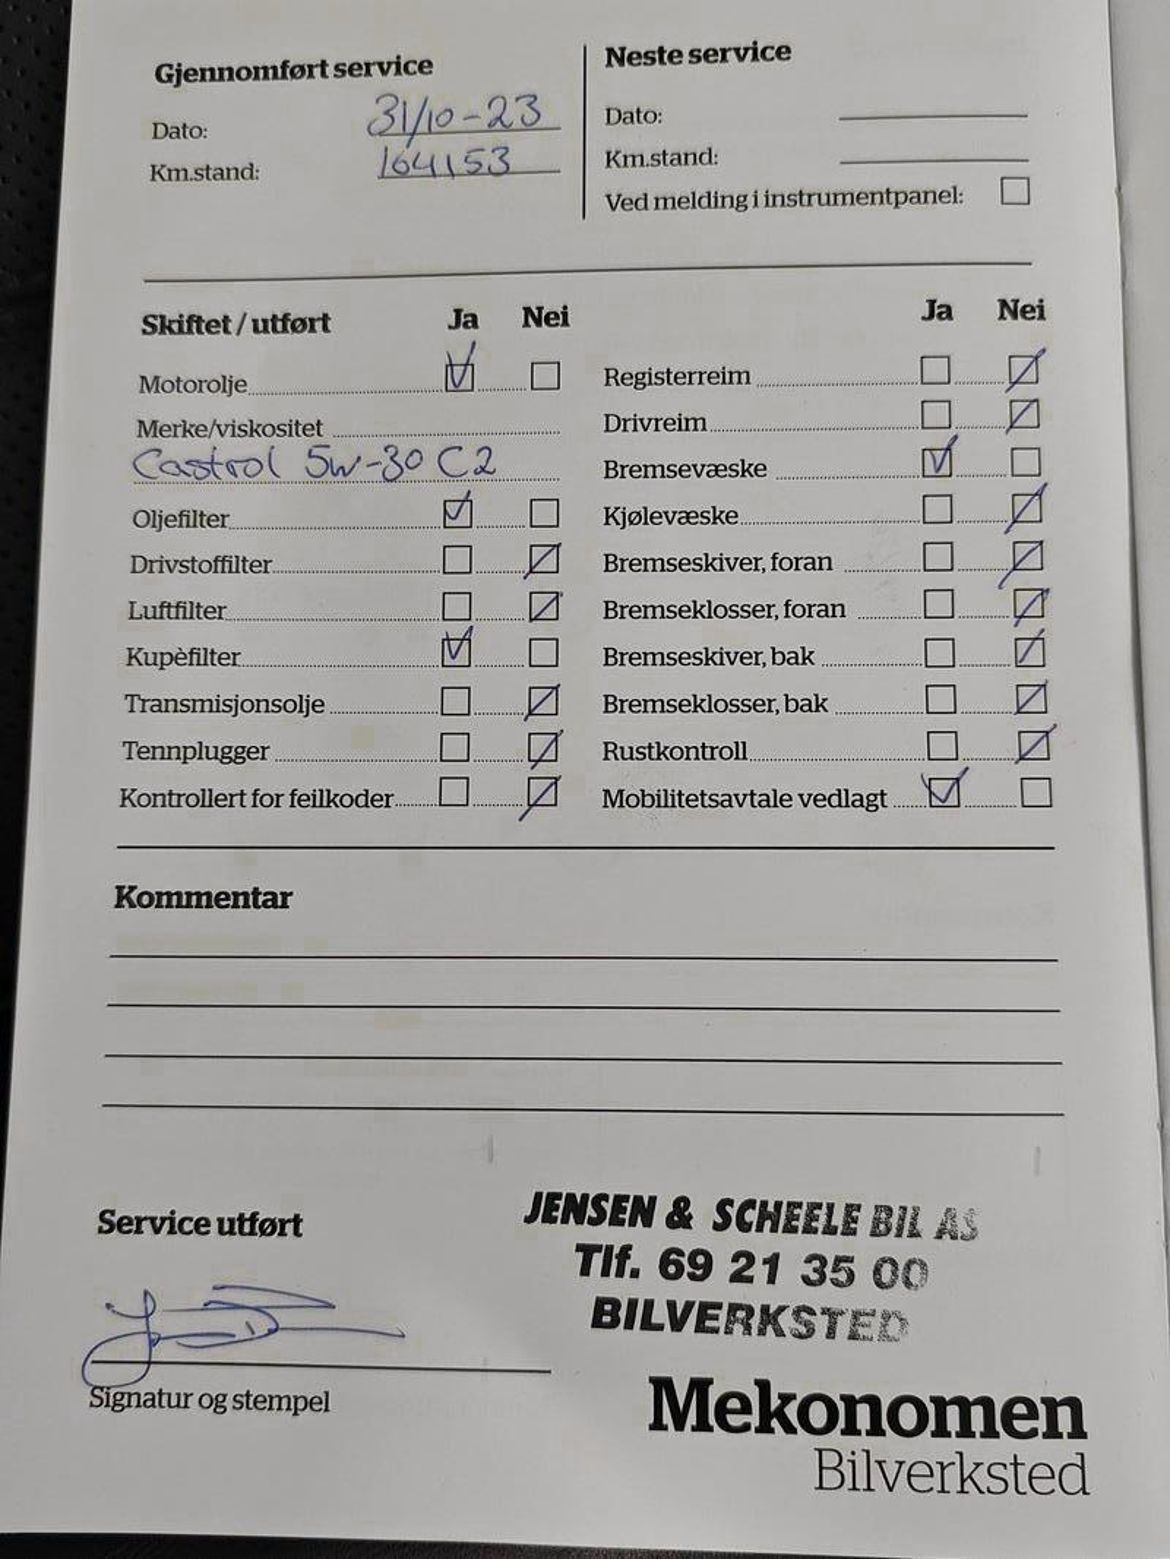 Gjennomført service
Dato: 31/10-23
Km.stand: 164153
Neste service
Dato:
Km.stand:
Ved melding i instrumentpanel:
Skiftet / utført Ja Nei
Motorolje
Merke/viskositet
Castrol 5w-30 C2
Oljefilter
Drivstoffilter
Luftfilter
Kupèfilter
Transmisjonsolje
Tennplugger
Kontrollert for feilkoder
Ja Nei
Registerreim
Drivreim
Bremsevæske
Kjølevæske
Bremseskiver, foran
Bremseklosser, foran
Bremseskiver, bak
Bremseklosser, bak
Rustkontroll
Mobilitetsavtale vedlagt
Kommentar
Service utført
Signatur og stempel
JENSEN & SCHEELE BIL AS
Tlf. 69 21 35 00
BILVERKSTED
Mekonomen
Bilverksted